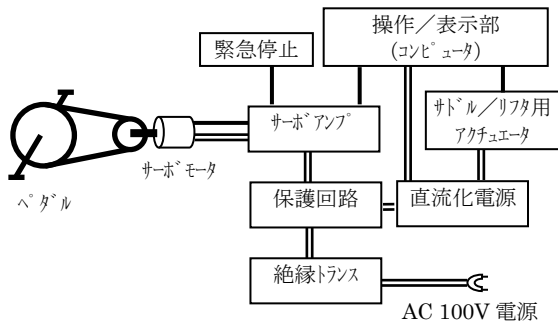 操作／表示部
(ｺﾝﾋﾟｭｰﾀ)
緊急停止
サーボアンプ
サドル／リフタ用
アクチュエータ
サーボモータ
ペダル
保護回路
直流化電源
絶縁トランス
AC 100V 電源